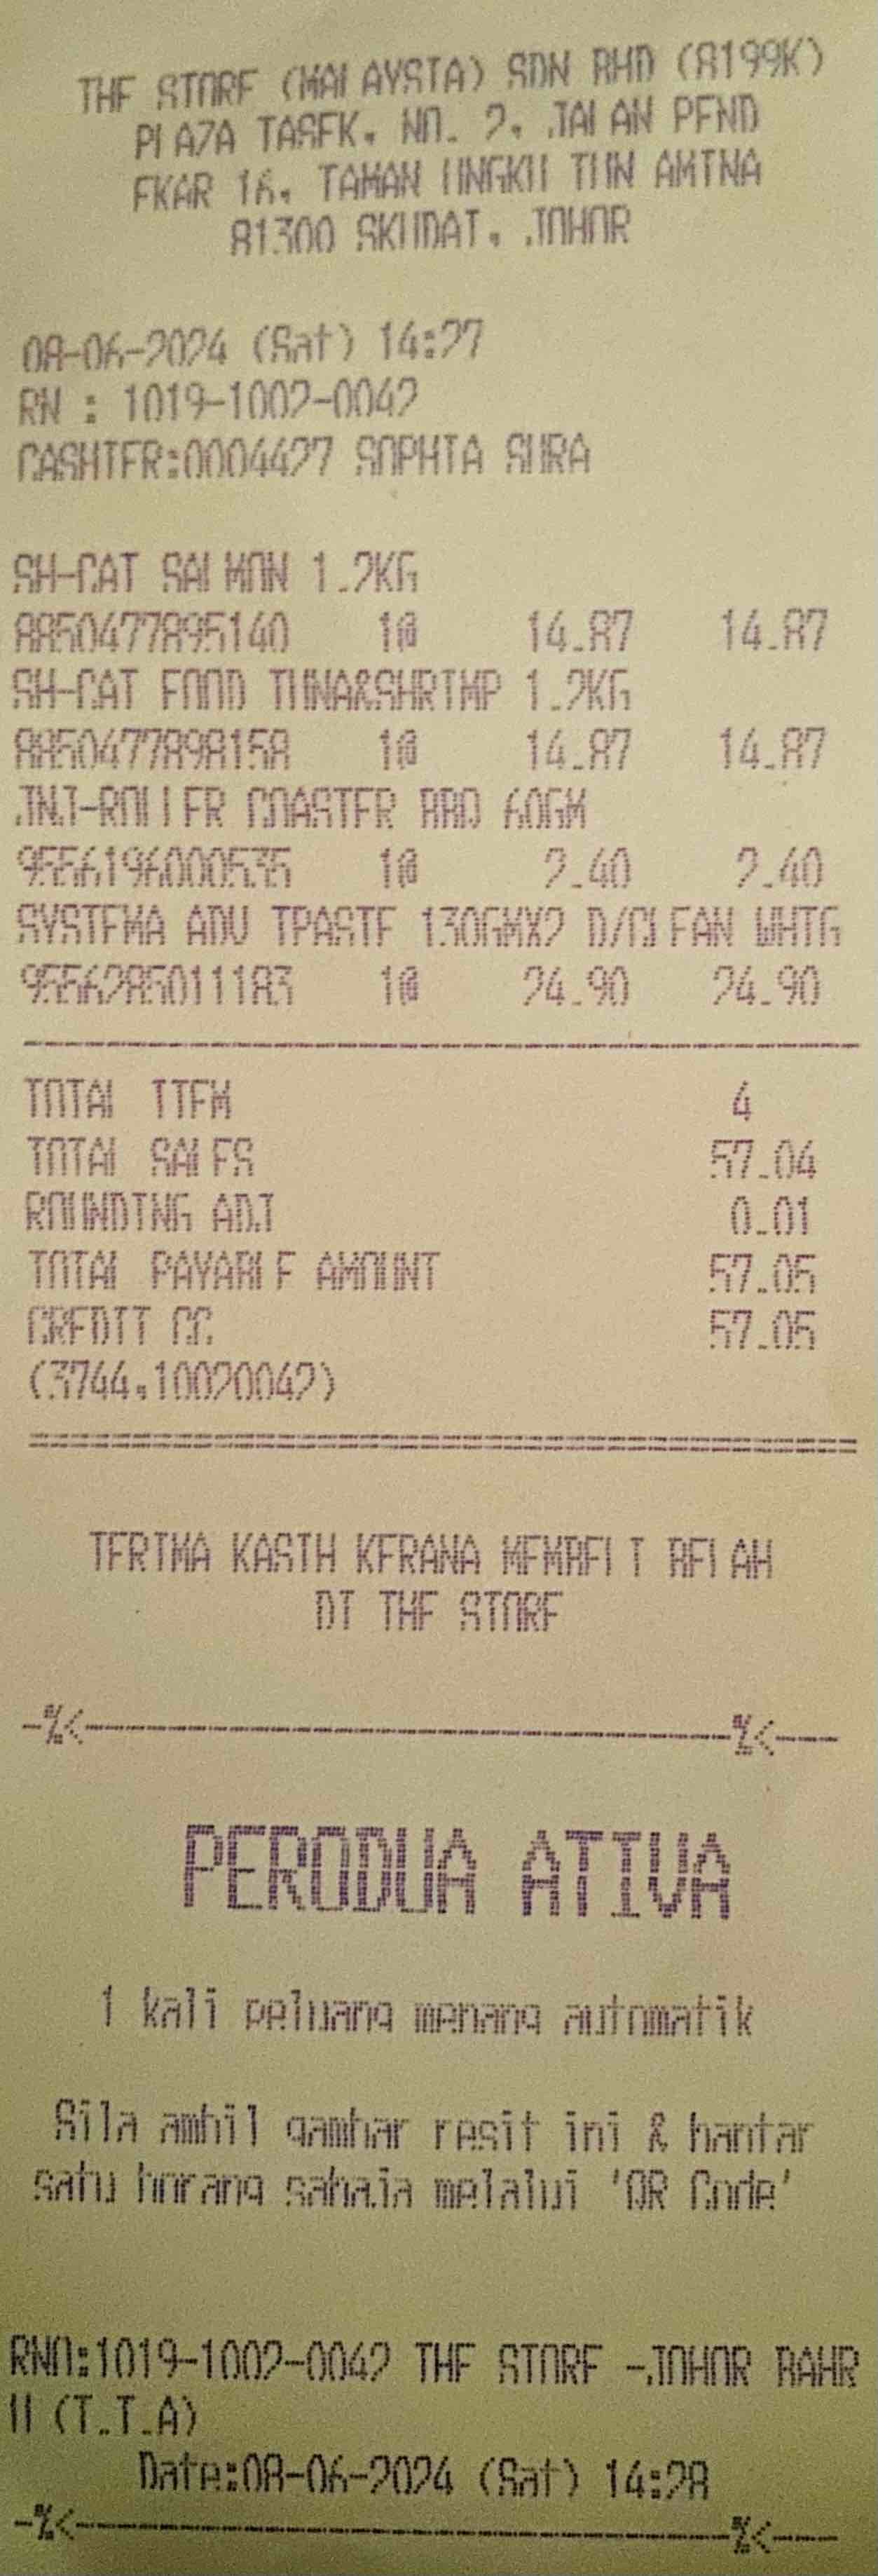 THE STORE (MALAYSIA) SDN BHD (8199K)
PLAZA TASEK, NO. 2, JALAN PEND
EKAR 16, TAMAN UNGKU TUN AMINA
81300 SKUDAI, JOHOR
08-06-2024 (Sat) 14:27
RN : 1019-1002-0042
CASHIER:0004427 SOPHIA SURA
SH-CAT SALMON 1.2KG
8850477895140 1@ 14.87 14.87
SH-CAT FOOD TUNA&SHRIMP 1.2KG
8850477898158 1@ 14.87 14.87
JNJ-ROLLER COASTER BBQ 60GM
9556196000535 1@ 2.40 2.40
SYSTEMA ADV TPASTE 130GMX2 D/CLEAN WHTG
9556285011183 1@ 24.90 24.90
TOTAL ITEM 4
TOTAL SALES 57.04
ROUNDING ADJ 0.01
TOTAL PAYABLE AMOUNT 57.05
CREDIT CC 57.05
(3744,10020042)
TERIMA KASIH KERANA MEMBELI BELAH
DI THE STORE
-%<------------------------------%<---
PERODUA ATIVA
1 kali peluang menang automatik
Sila ambil gambar resit ini & hantar
satu borang sahaja melalui 'QR Code'
RNO:1019-1002-0042 THE STORE -JOHOR BAHR
U (T.T.A)
Date:08-06-2024 (Sat) 14:28
-%<------------------------------%<---